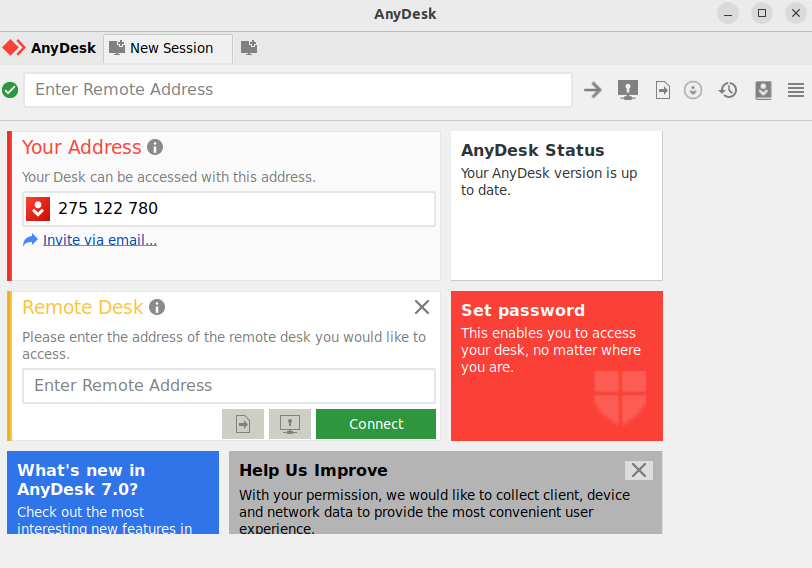 AnyDesk
AnyDesk
New Session
Enter Remote Address
Your Address
Your Desk can be accessed with this address.
275 122 780
Invite via email...
AnyDesk Status
Your AnyDesk version is up
to date.
Remote Desk
Please enter the address of the remote desk you would like to
access.
Enter Remote Address
Connect
Set password
This enables you to access
your desk, no matter where
you are.
What's new in
AnyDesk 7.0?
Check out the most
interesting new features in
Help Us Improve
With your permission, we would like to collect client, device
and network data to provide the most convenient user
experience.